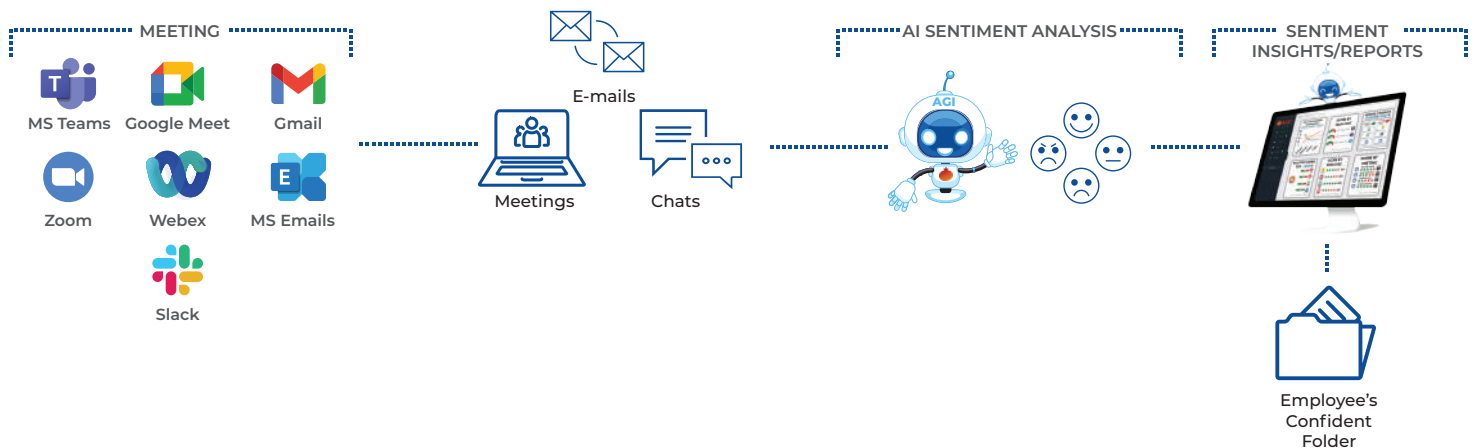 MEETING
T
MS Teams
Google Meet
Gmail
Zoom
Webex
E
MS Emails
Slack
E-mails
Meetings
Chats
AI SENTIMENT ANALYSIS
AGI
SENTIMENT
INSIGHTS/REPORTS
Employee's
Confident
Folder